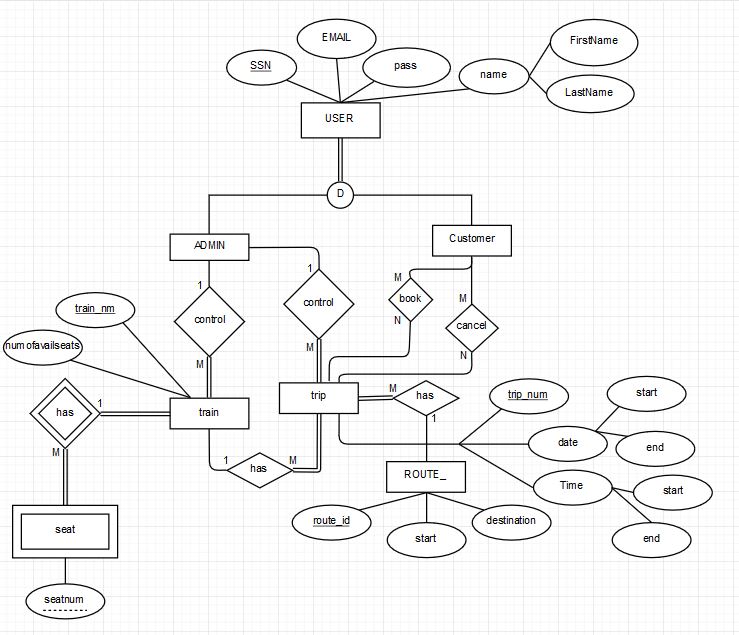 EMAIL
FirstName
SSN
pass
name
LastName
USER
D
ADMIN
Customer
1
1
M
M
train_nm
control
control
book
cancel
N
numofavailseats
M
M
N
has
1
train
trip
M
has
trip_num
start
1
M
1
has
M
date
end
ROUTE_
Time
start
seat
route_id
start
destination
end
seatnum